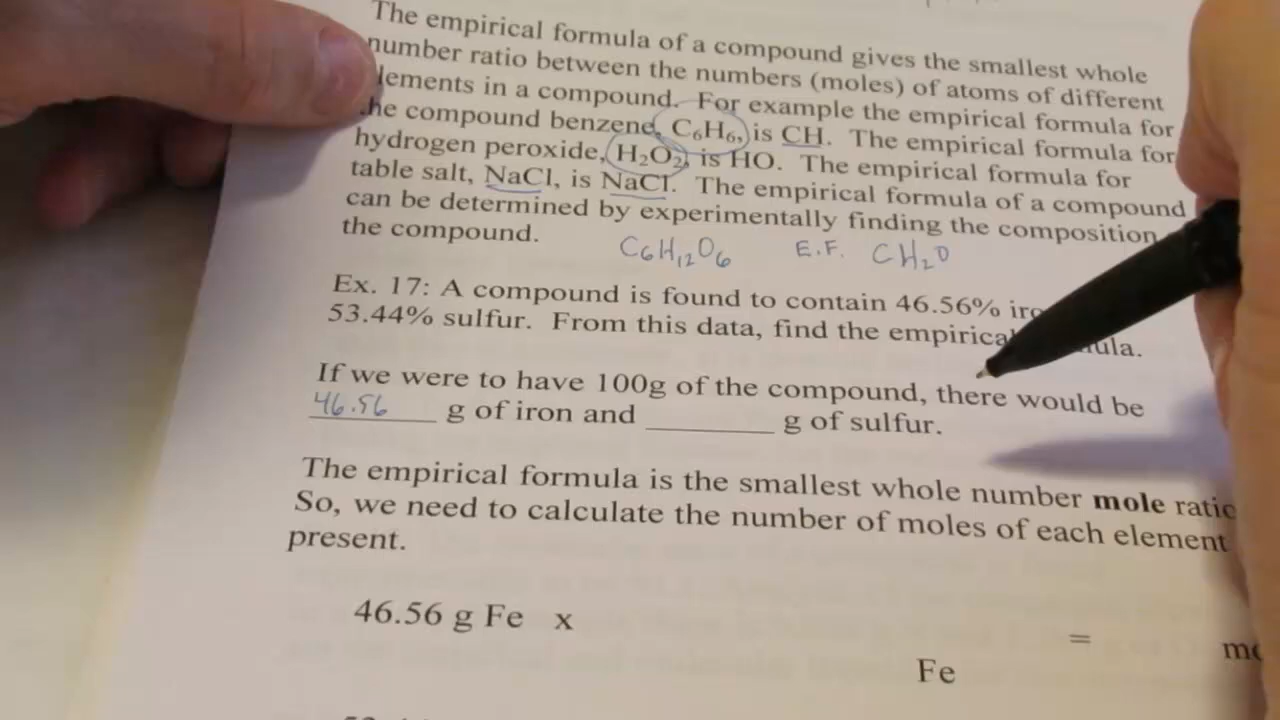 The empirical formula of a compound gives the smallest whole
number ratio between the numbers (moles) of atoms of different
lements in a compound. For example the empirical formula for
the compound benzene, C₆H₆, is CH. The empirical formula for
hydrogen peroxide, H₂O₂, is HO. The empirical formula for
table salt, NaCl, is NaCl. The empirical formula of a compound
can be determined by experimentally finding the composition
the compound.
C₆H₁₂O₆ E.F. CH₂O
Ex. 17: A compound is found to contain 46.56% iro
53.44% sulfur. From this data, find the empirica ula.
If we were to have 100g of the compound, there would be
46.56 g of iron and ______ g of sulfur.
The empirical formula is the smallest whole number mole ratio
So, we need to calculate the number of moles of each element
present.
46.56 g Fe x = mo
Fe